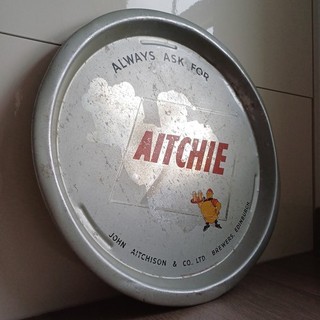 ALWAYS ASK FOR
AITCHIE
JOHN AITCHISON & CO., LTD. BREWERS, EDINBURGH